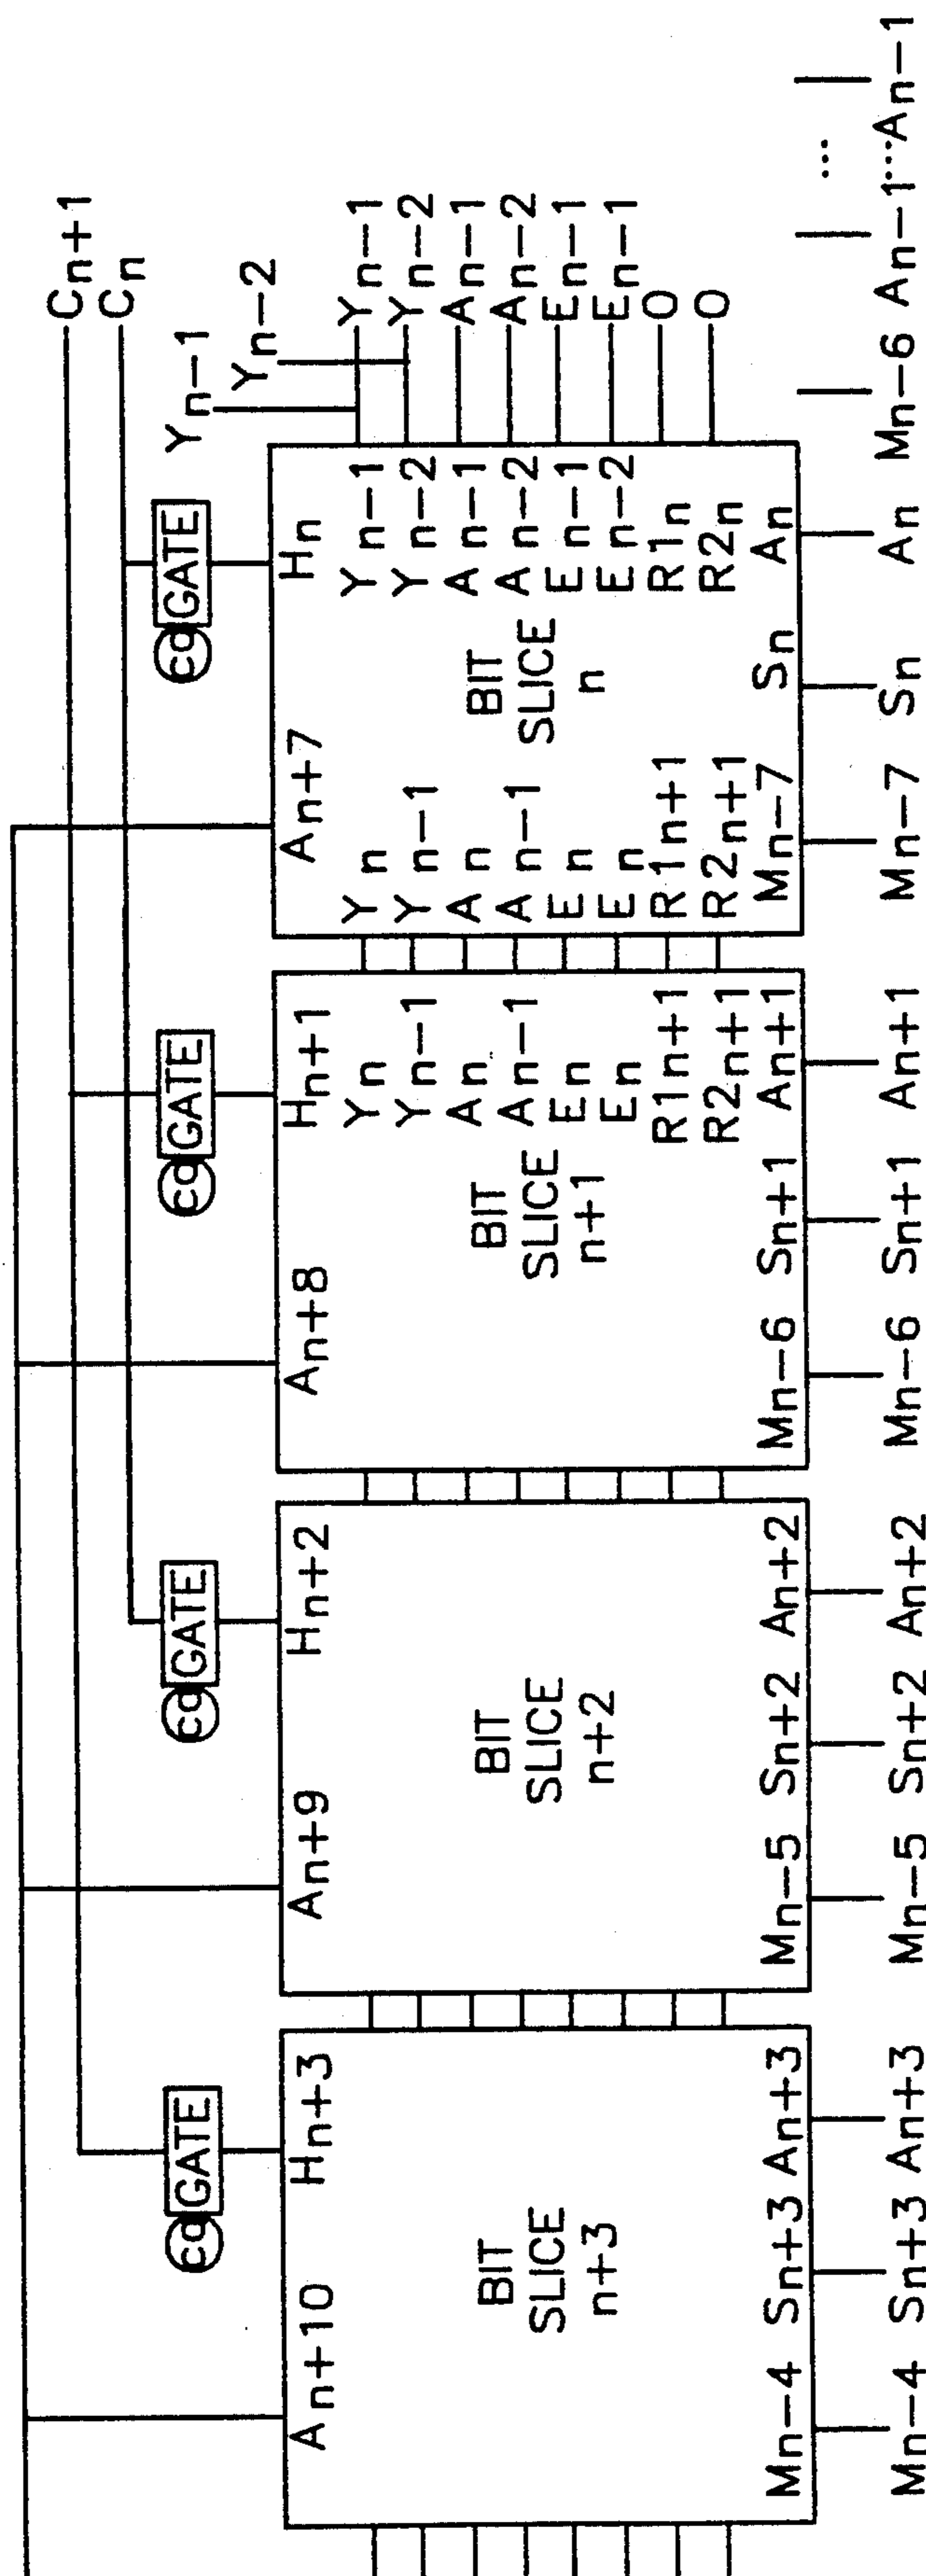 Cn+1
Cn
cg GATE cg GATE cg GATE cg GATE Yn−1
Yn−2
An+10 Hn+3 An+9 Hn+2 An+8 Hn+1 An+7 Hn
Yn Yn Yn−1 Yn−1
Yn−1 Yn−1 Yn−2 Yn−2
An An An−1 An−1
BIT BIT BIT An−1 BIT An−1 An−2 An−2
SLICE SLICE SLICE En SLICE En En−1 En−1
n+3 n+2 n+1 En n En En−2 En−1
R1n+1 R1n+1 R1n O
R2n+1 R2n+1 R2n O
Mn−4 Sn+3 An+3 Mn−5 Sn+2 An+2 Mn−6 Sn+1 An+1 Mn−7 Sn An ...
Mn−4 Sn+3 An+3 Mn−5 Sn+2 An+2 Mn−6 Sn+1 An+1 Mn−7 Sn An Mn−6 An−1...An−1